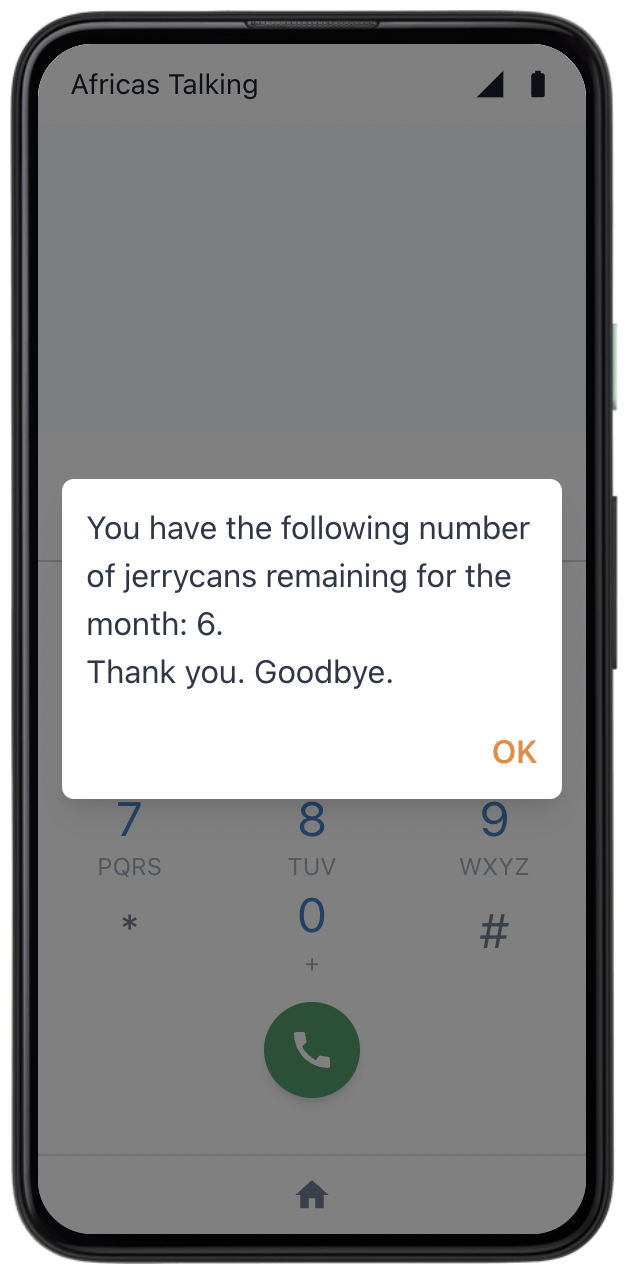 Africas Talking
You have the following number
of jerrycans remaining for the
month: 6.
Thank you. Goodbye.
OK
7 8 9
PQRS TUV WXYZ
* 0 #
+